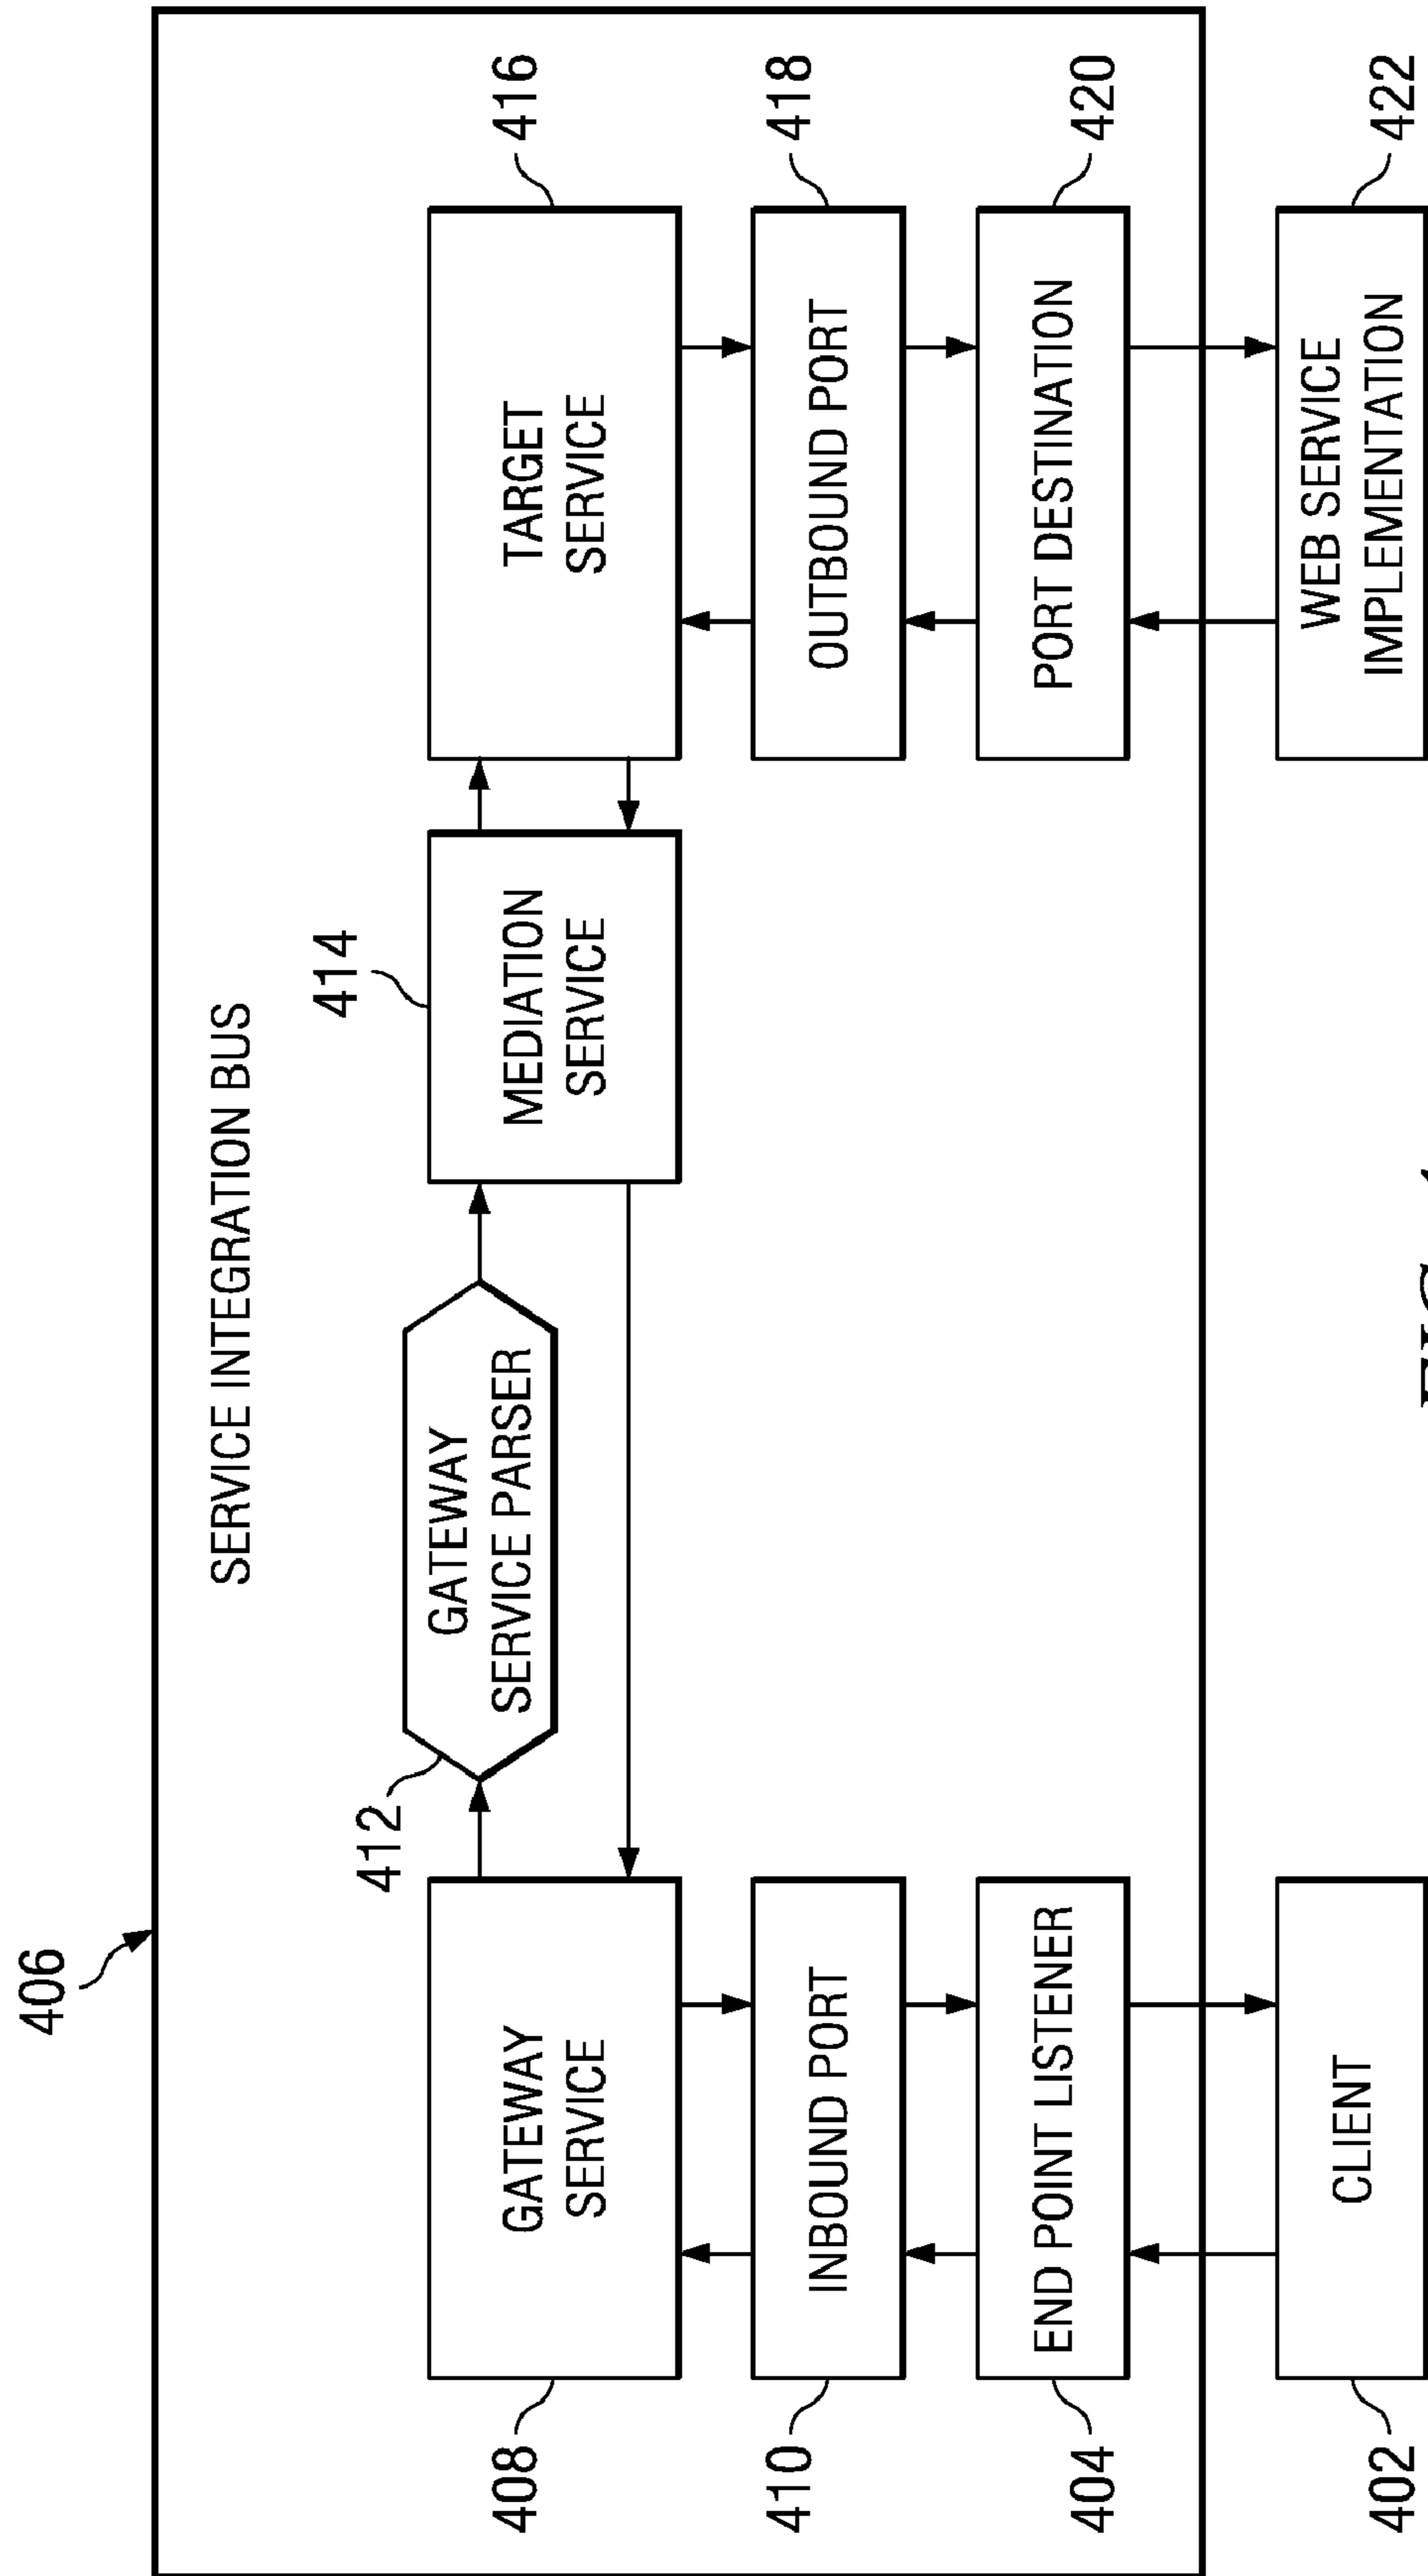 406
SERVICE INTEGRATION BUS
408
GATEWAY
SERVICE
412
GATEWAY
SERVICE PARSER
414
MEDIATION
SERVICE
TARGET
SERVICE
416
410
INBOUND PORT
OUTBOUND PORT
418
404
END POINT LISTENER
PORT DESTINATION
420
402
CLIENT
WEB SERVICE
IMPLEMENTATION
422